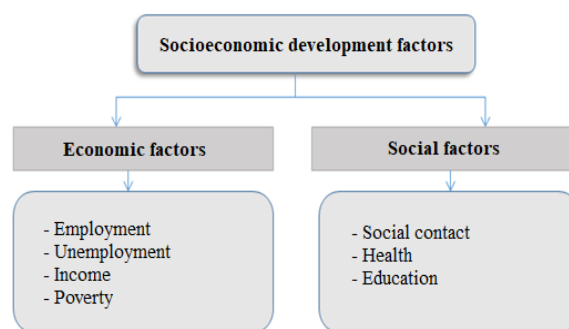 Socioeconomic development factors
Economic factors
- Employment
- Unemployment
- Income
- Poverty
Social factors
- Social contact
- Health
- Education